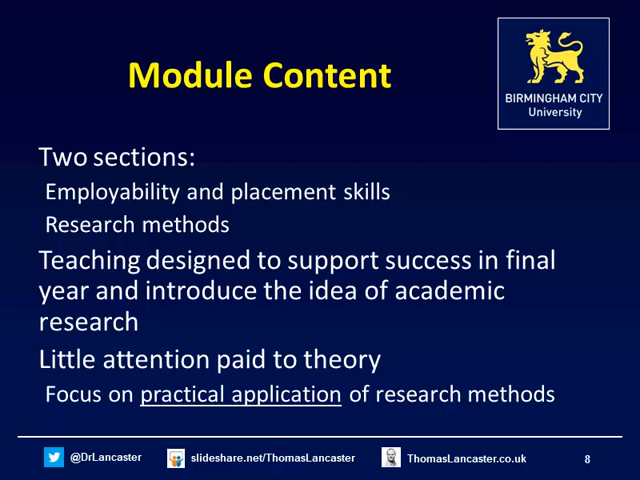 Module Content
BIRMINGHAM CITY
University
Two sections:
Employability and placement skills
Research methods
Teaching designed to support success in final
year and introduce the idea of academic
research
Little attention paid to theory
Focus on practical application of research methods
@DrLancaster
slideshare.net/ThomasLancaster
ThomasLancaster.co.uk
8